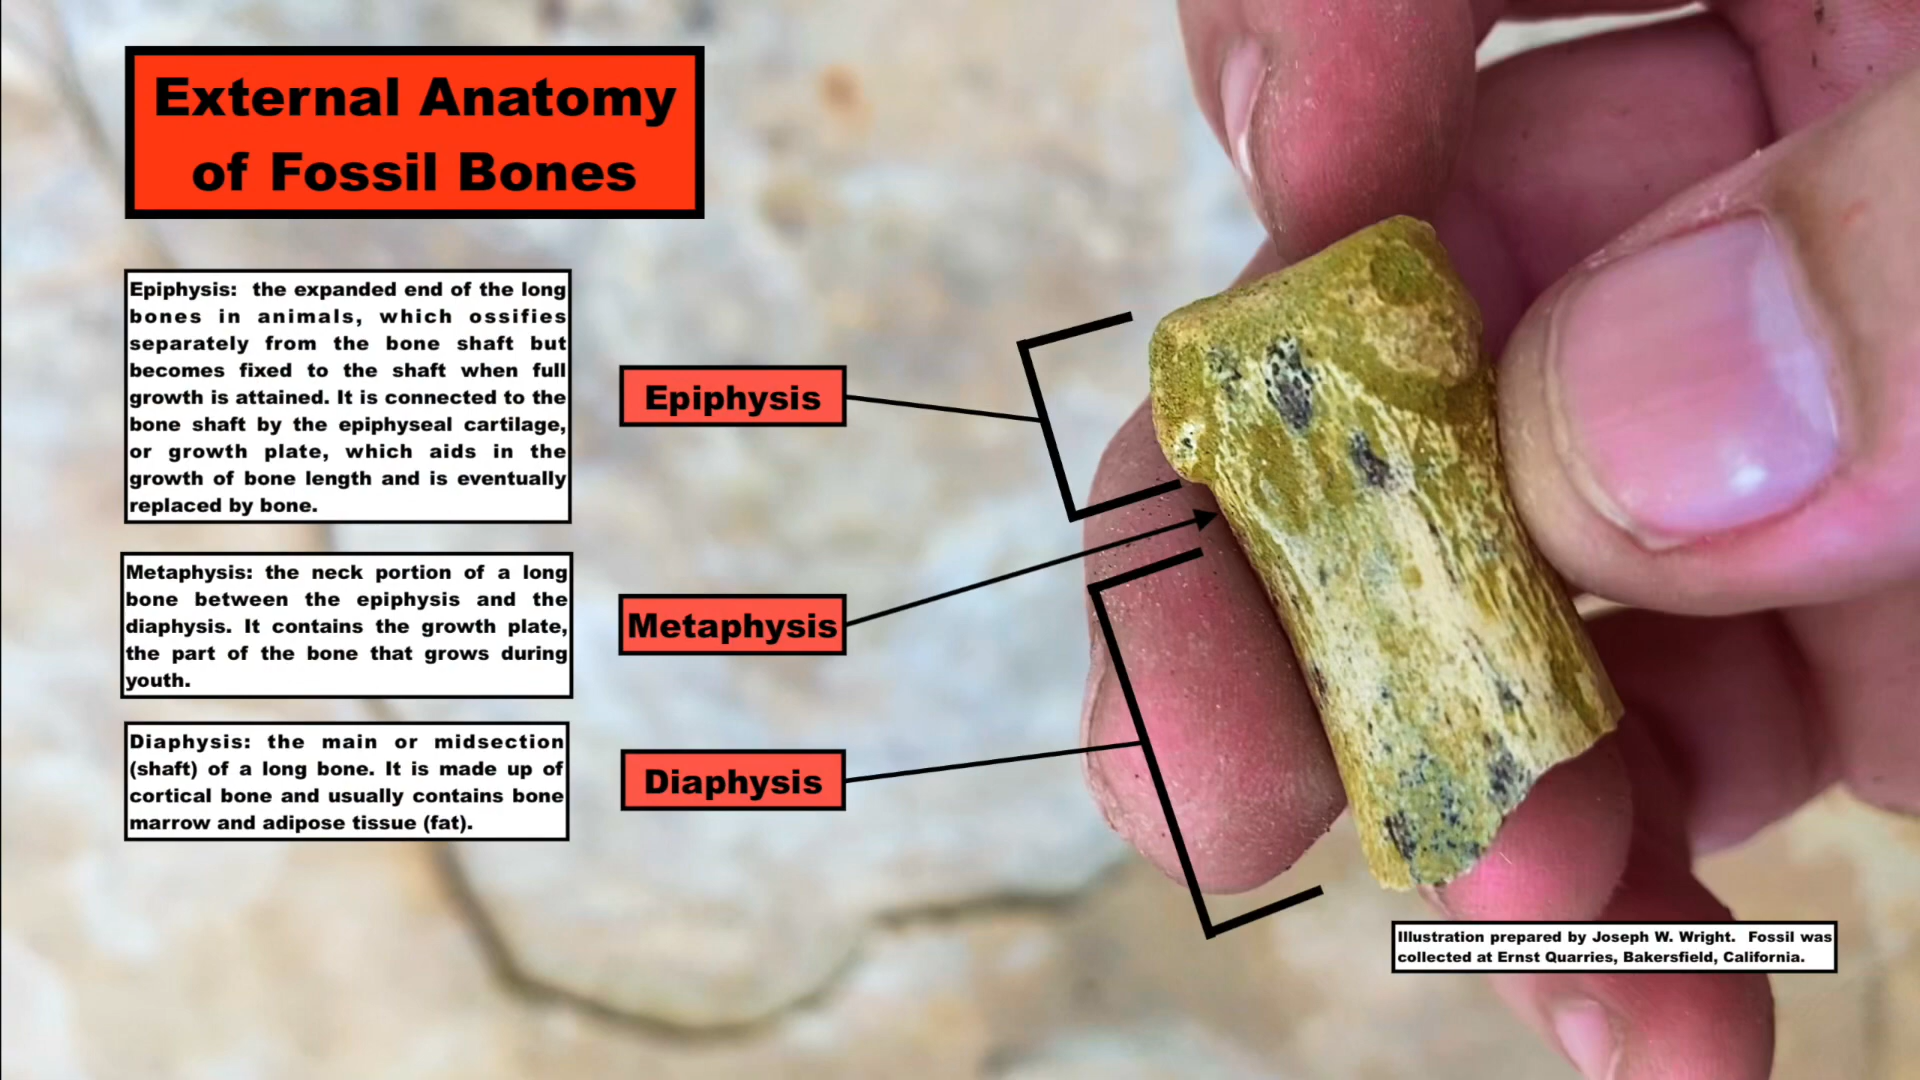 External Anatomy
of Fossil Bones
Epiphysis: the expanded end of the long
bones in animals, which ossifies
separately from the bone shaft but
becomes fixed to the shaft when full
growth is attained. It is connected to the
bone shaft by the epiphyseal cartilage,
or growth plate, which aids in the
growth of bone length and is eventually
replaced by bone.
Metaphysis: the neck portion of a long
bone between the epiphysis and the
diaphysis. It contains the growth plate,
the part of the bone that grows during
youth.
Diaphysis: the main or midsection
(shaft) of a long bone. It is made up of
cortical bone and usually contains bone
marrow and adipose tissue (fat).
Epiphysis
Metaphysis
Diaphysis
Illustration prepared by Joseph W. Wright. Fossil was
collected at Ernst Quarries, Bakersfield, California.